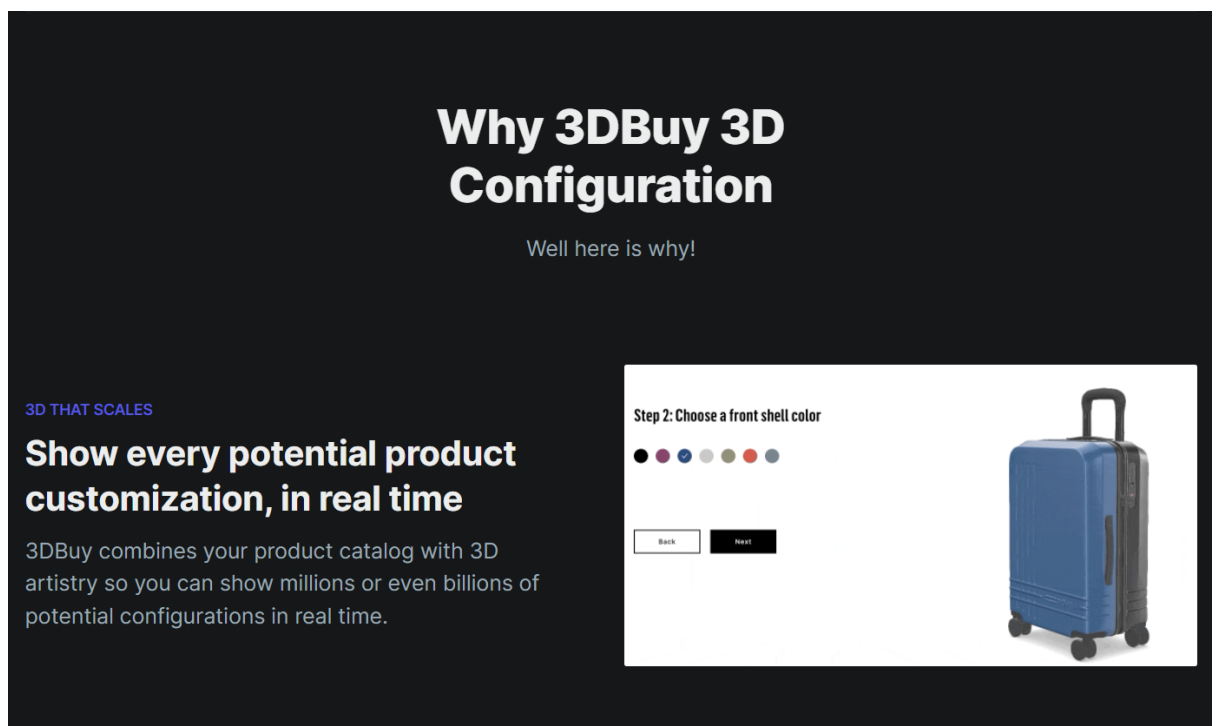 Why 3DBuy 3D
Configuration
Well here is why!
3D THAT SCALES
Show every potential product
customization, in real time
3DBuy combines your product catalog with 3D
artistry so you can show millions or even billions of
potential configurations in real time.
Step 2: Choose a front shell color
Back Next